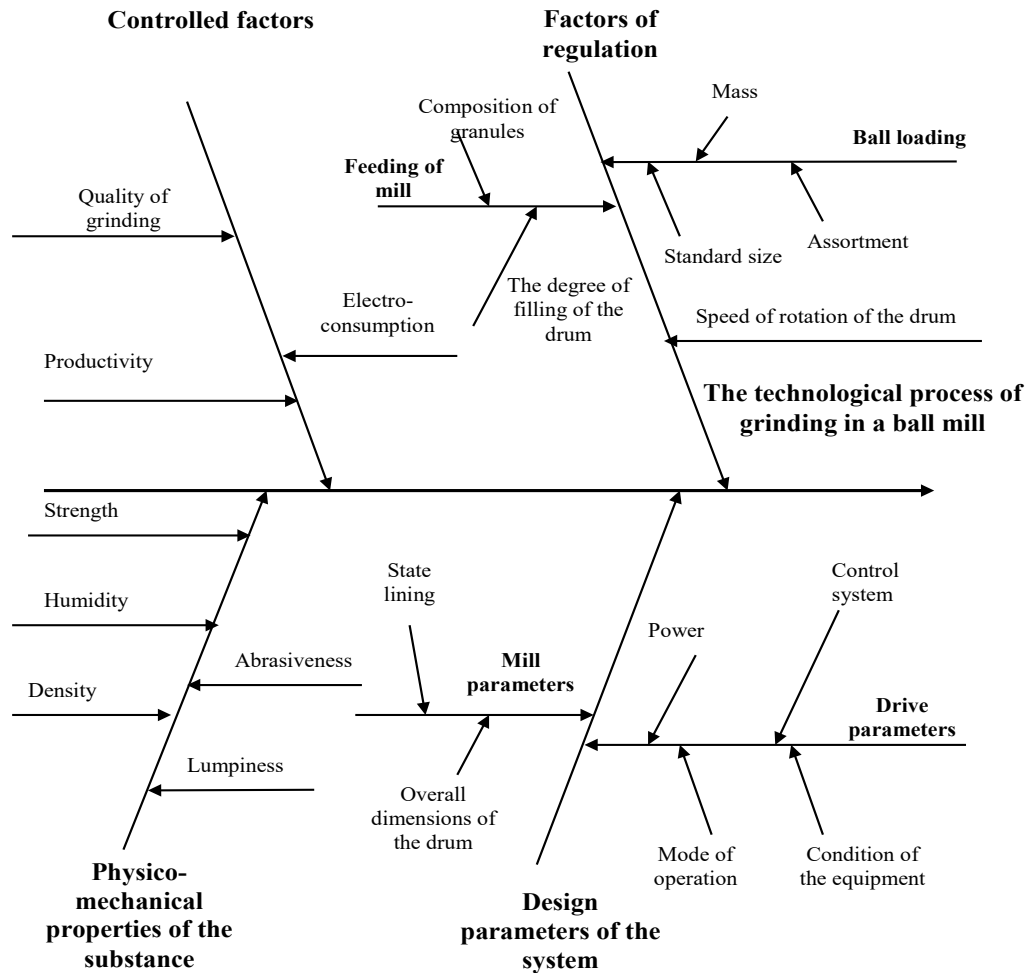 Controlled factors
Factors of
regulation
Composition of
granules
Mass
Ball loading
Feeding of
mill
Quality of
grinding
Standard size
Assortment
Electro-
consumption
The degree of
filling of the
drum
Speed of rotation of the drum
Productivity
The technological process of
grinding in a ball mill
Strength
State
lining
Control
system
Humidity
Power
Abrasiveness
Mill
parameters
Density
Drive
parameters
Lumpiness
Overall
dimensions of
the drum
Mode of
operation
Condition of
the equipment
Physico-
mechanical
properties of the
substance
Design
parameters of the
system